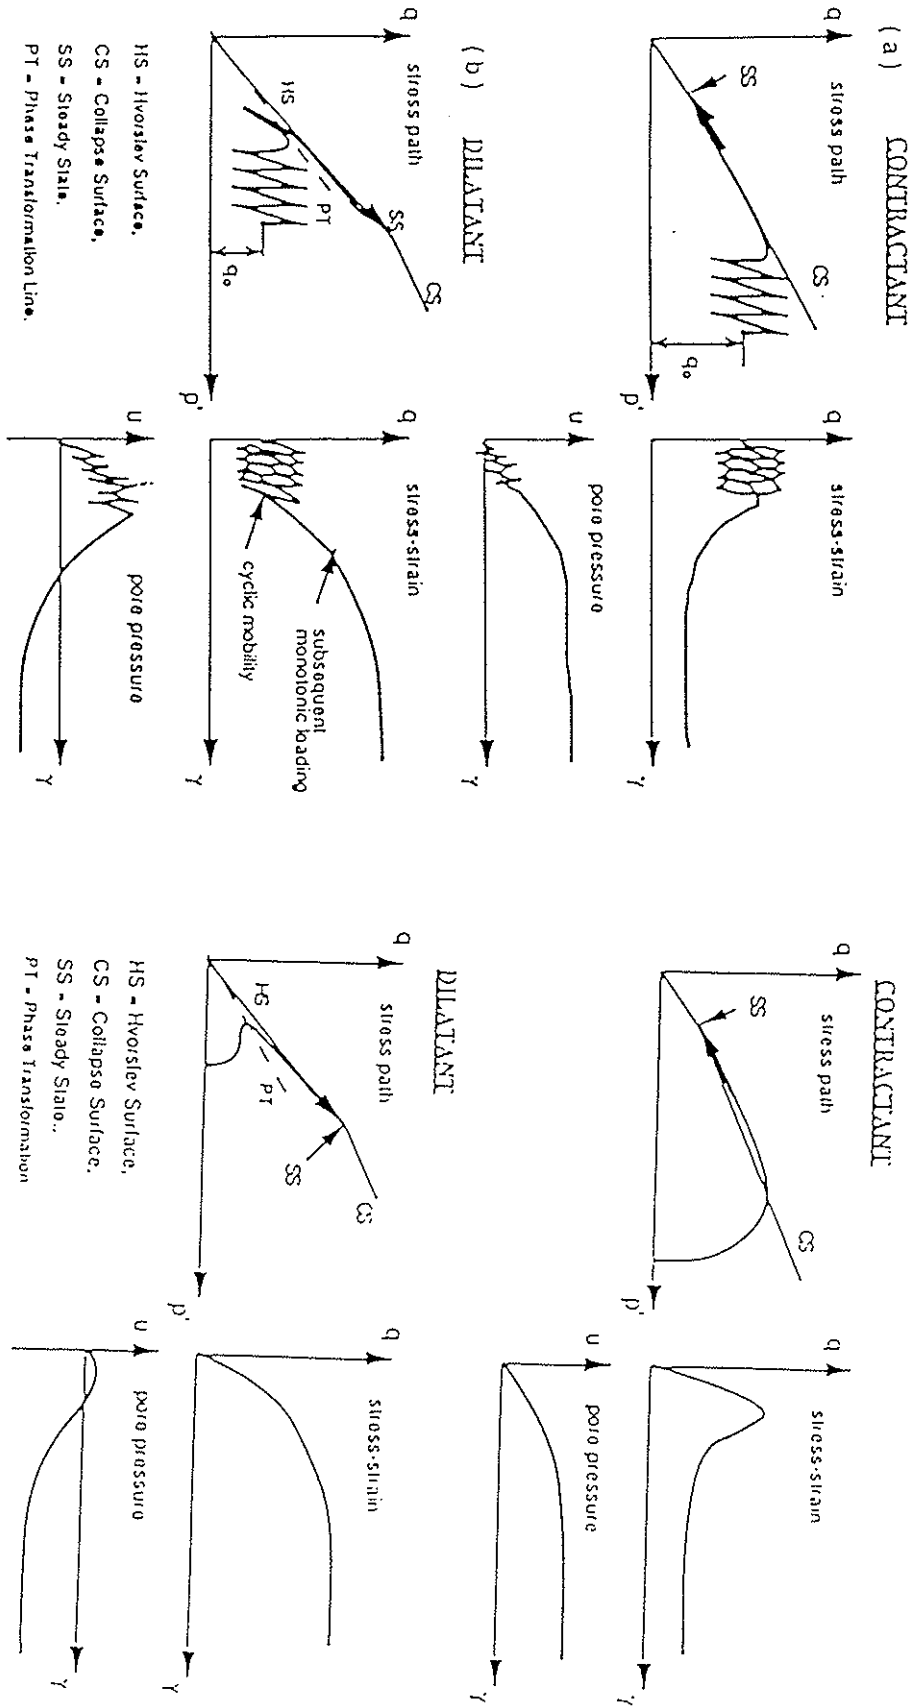 (a) CONTRACTANT
q
stress path
SS
CS
q₀
p'
q
stress-strain
γ
u
pore pressure
γ
(b) DILATANT
q
stress path
HS
PT
SS
CS
q₀
p'
q
stress-strain
cyclic mobility
subsequent
monotonic loading
γ
u
pore pressure
γ
HS = Hvorslev Surface,
CS = Collapse Surface,
SS = Steady State,
PT = Phase Transformation Line.
CONTRACTANT
q
stress path
SS
CS
p'
q
stress-strain
γ
u
pore pressure
γ
DILATANT
q
stress path
HS
PT
SS
CS
p'
q
stress-strain
γ
u
pore pressure
γ
HS = Hvorslev Surface,
CS = Collapse Surface,
SS = Steady State..
PT = Phase Transformation